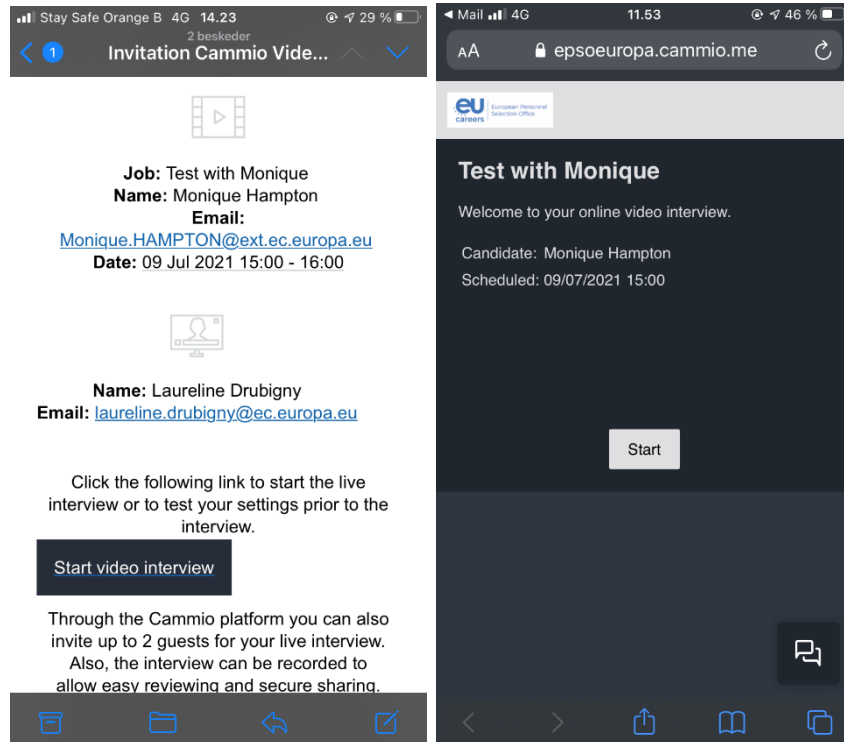 Stay Safe Orange B 4G 14.23 29 %
2 beskeder
1 Invitation Cammio Vide...
Job: Test with Monique
Name: Monique Hampton
Email:
Monique.HAMPTON@ext.ec.europa.eu
Date: 09 Jul 2021 15:00 - 16:00
Name: Laureline Drubigny
Email: laureline.drubigny@ec.europa.eu
Click the following link to start the live
interview or to test your settings prior to the
interview.
Start video interview
Through the Cammio platform you can also
invite up to 2 guests for your live interview.
Also, the interview can be recorded to
allow easy reviewing and secure sharing.
Mail 4G 11.53 46 %
AA epsoeuropa.cammio.me
eu careers
European Personnel
Selection Office
Test with Monique
Welcome to your online video interview.
Candidate: Monique Hampton
Scheduled: 09/07/2021 15:00
Start